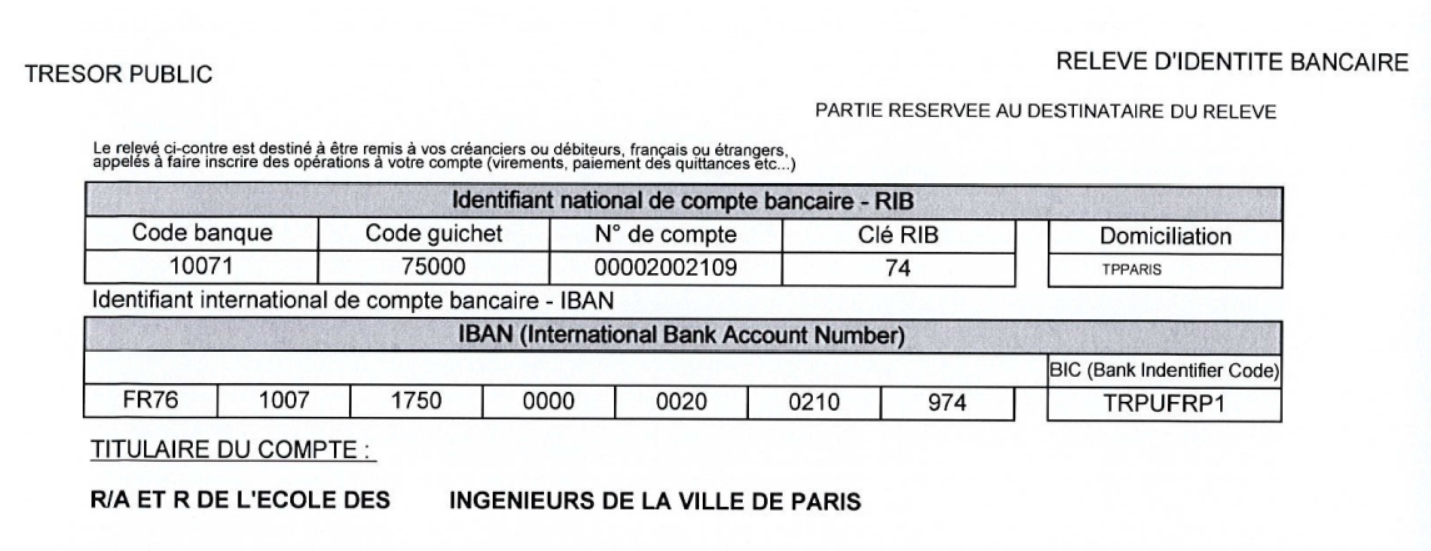 TRESOR PUBLIC
RELEVE D'IDENTITE BANCAIRE
PARTIE RESERVEE AU DESTINATAIRE DU RELEVE
Le relevé ci-contre est destiné à être remis à vos créanciers ou débiteurs, français ou étrangers,
appelés à faire inscrire des opérations à votre compte (virements, paiement des quittances etc...)
Identifiant national de compte bancaire - RIB
Code banque Code guichet N° de compte Clé RIB Domiciliation
10071 75000 00002002109 74 TPPARIS
Identifiant international de compte bancaire - IBAN
IBAN (International Bank Account Number)
BIC (Bank Indentifier Code)
FR76 1007 1750 0000 0020 0210 974 TRPUFRP1
TITULAIRE DU COMPTE :
R/A ET R DE L'ECOLE DES INGENIEURS DE LA VILLE DE PARIS